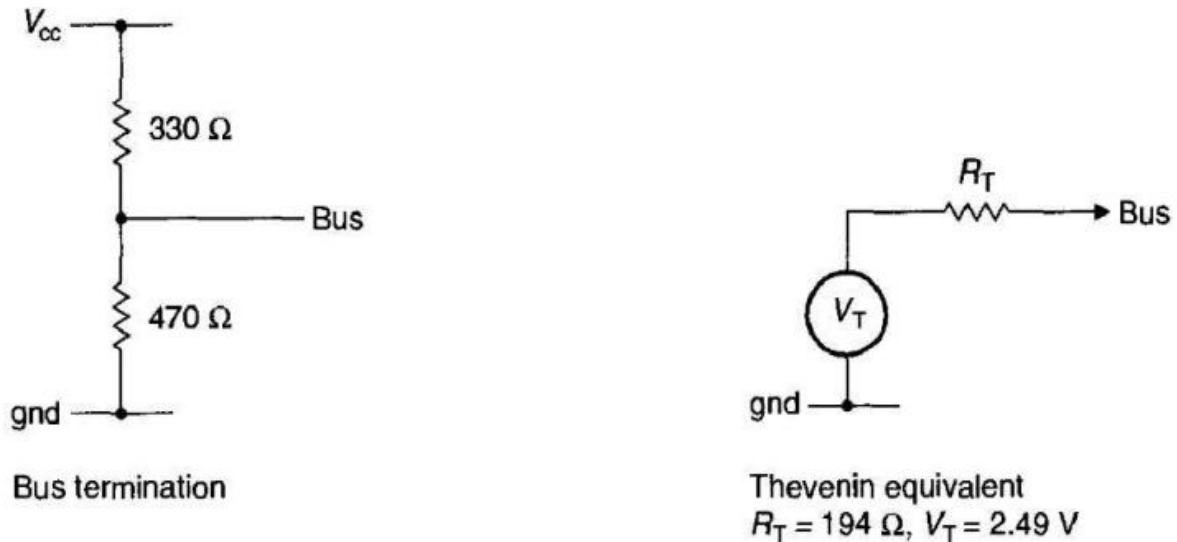 Vcc
330 Ω
Bus
470 Ω
gnd
Bus termination
RT
Bus
VT
gnd
Thevenin equivalent
RT = 194 Ω, VT = 2.49 V